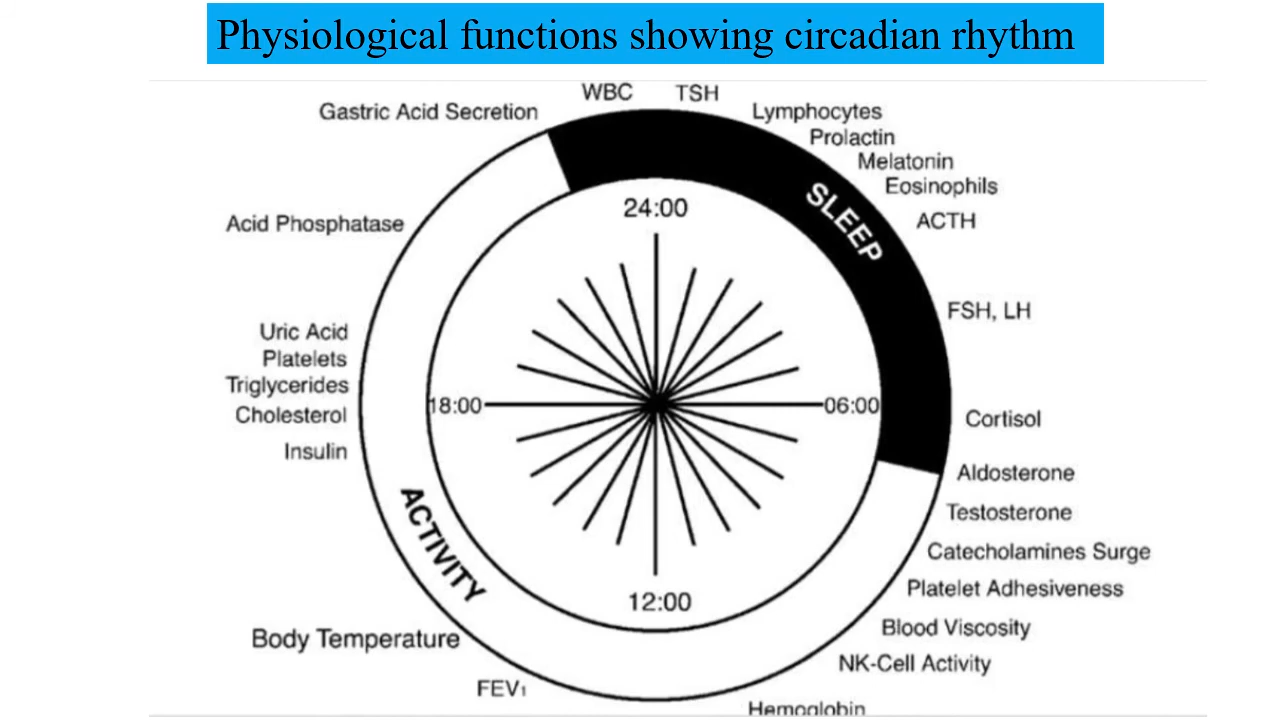 Physiological functions showing circadian rhythm
WBC
TSH
Gastric Acid Secretion
Lymphocytes
Prolactin
Melatonin
Eosinophils
SLEEP
24:00
ACTH
Acid Phosphatase
FSH, LH
Uric Acid
Platelets
Triglycerides
18:00
06:00
Cholesterol
Cortisol
Insulin
Aldosterone
Testosterone
ACTIVITY
Catecholamines Surge
Platelet Adhesiveness
12:00
Blood Viscosity
Body Temperature
NK-Cell Activity
FEV₁
Hemoglobin